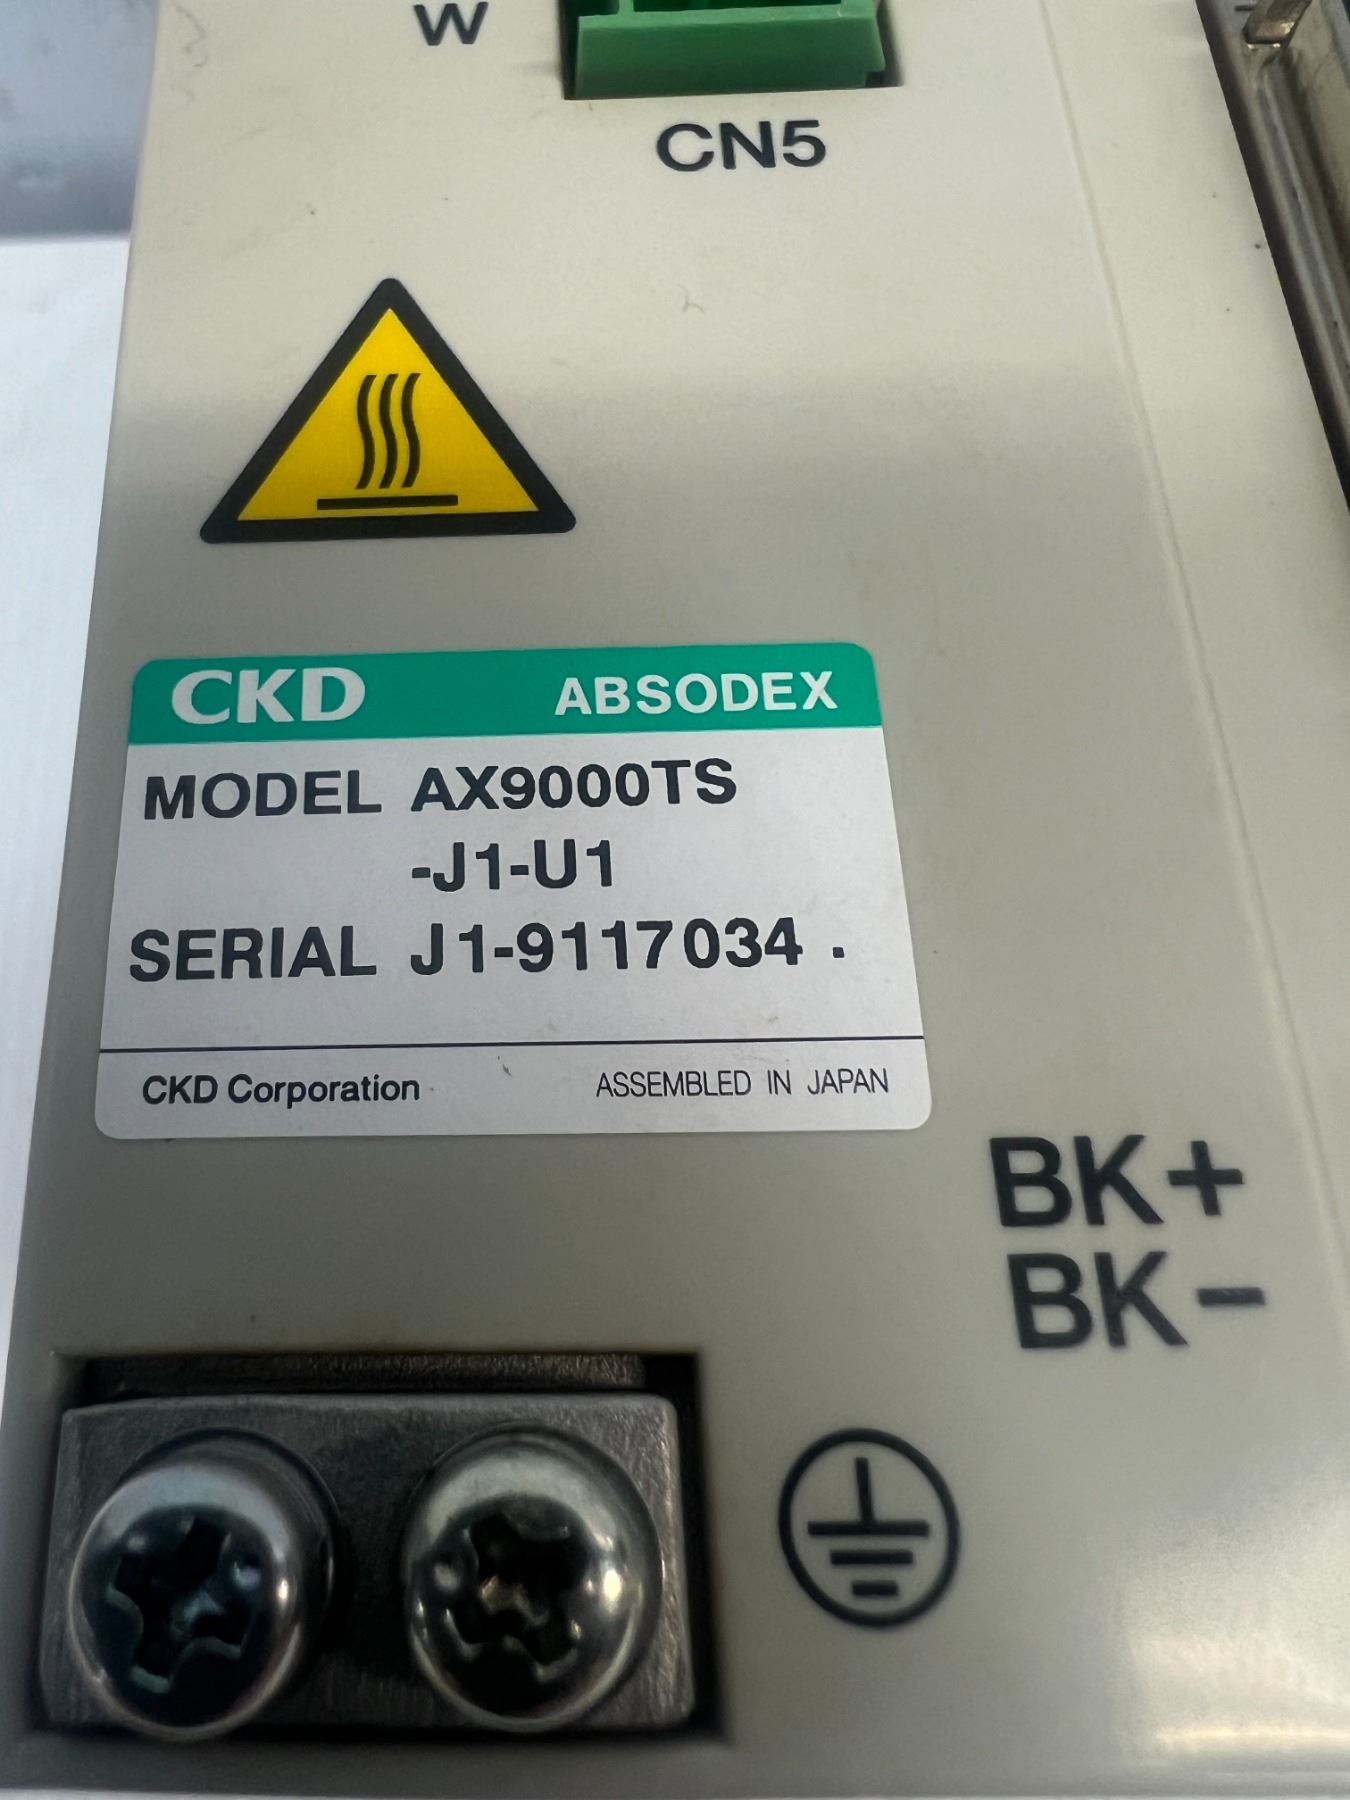 W
CN5
CKD ABSODEX
MODEL AX9000TS
-J1-U1
SERIAL J1-9117034 .
CKD Corporation ASSEMBLED IN JAPAN
BK+
BK-